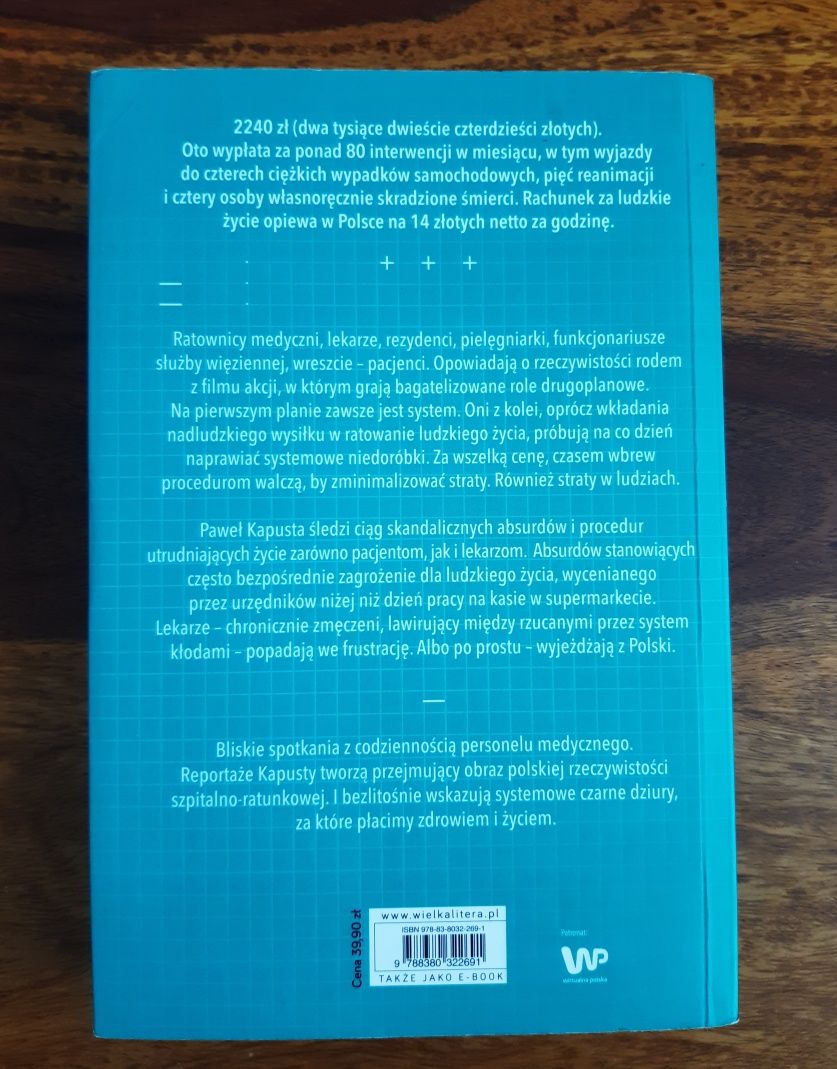 2240 zł (dwa tysiące dwieście czterdzieści złotych).
Oto wypłata za ponad 80 interwencji w miesiącu, w tym wyjazdy
do czterech ciężkich wypadków samochodowych, pięć reanimacji
i cztery osoby własnoręcznie skradzione śmierci. Rachunek za ludzkie
życie opiewa w Polsce na 14 złotych netto za godzinę.
+ + +
Ratownicy medyczni, lekarze, rezydenci, pielęgniarki, funkcjonariusze
służby więziennej, wreszcie – pacjenci. Opowiadają o rzeczywistości rodem
z filmu akcji, w którym grają bagatelizowane role drugoplanowe.
Na pierwszym planie zawsze jest system. Oni z kolei, oprócz wkładania
nadludzkiego wysiłku w ratowanie ludzkiego życia, próbują na co dzień
naprawiać systemowe niedoróbki. Za wszelką cenę, czasem wbrew
procedurom walczą, by zminimalizować straty. Również straty w ludziach.
Paweł Kapusta śledzi ciąg skandalicznych absurdów i procedur
utrudniających życie zarówno pacjentom, jak i lekarzom. Absurdów stanowiących
często bezpośrednie zagrożenie dla ludzkiego życia, wycenianego
przez urzędników niżej niż dzień pracy na kasie w supermarkecie.
Lekarze – chronicznie zmęczeni, lawirujący między rzucanymi przez system
kłodami – popadają we frustrację. Albo po prostu – wyjeżdżają z Polski.
—
Bliskie spotkania z codziennością personelu medycznego.
Reportaże Kapusty tworzą przejmujący obraz polskiej rzeczywistości
szpitalno-ratunkowej. I bezlitośnie wskazują systemowe czarne dziury,
za które płacimy zdrowiem i życiem.
Cena 39,90 zł
www.wielkalitera.pl
ISBN 978-83-8032-269-1
9 788380 322691
TAKŻE JAKO E-BOOK
Patronat:
WP
wirtualna polska